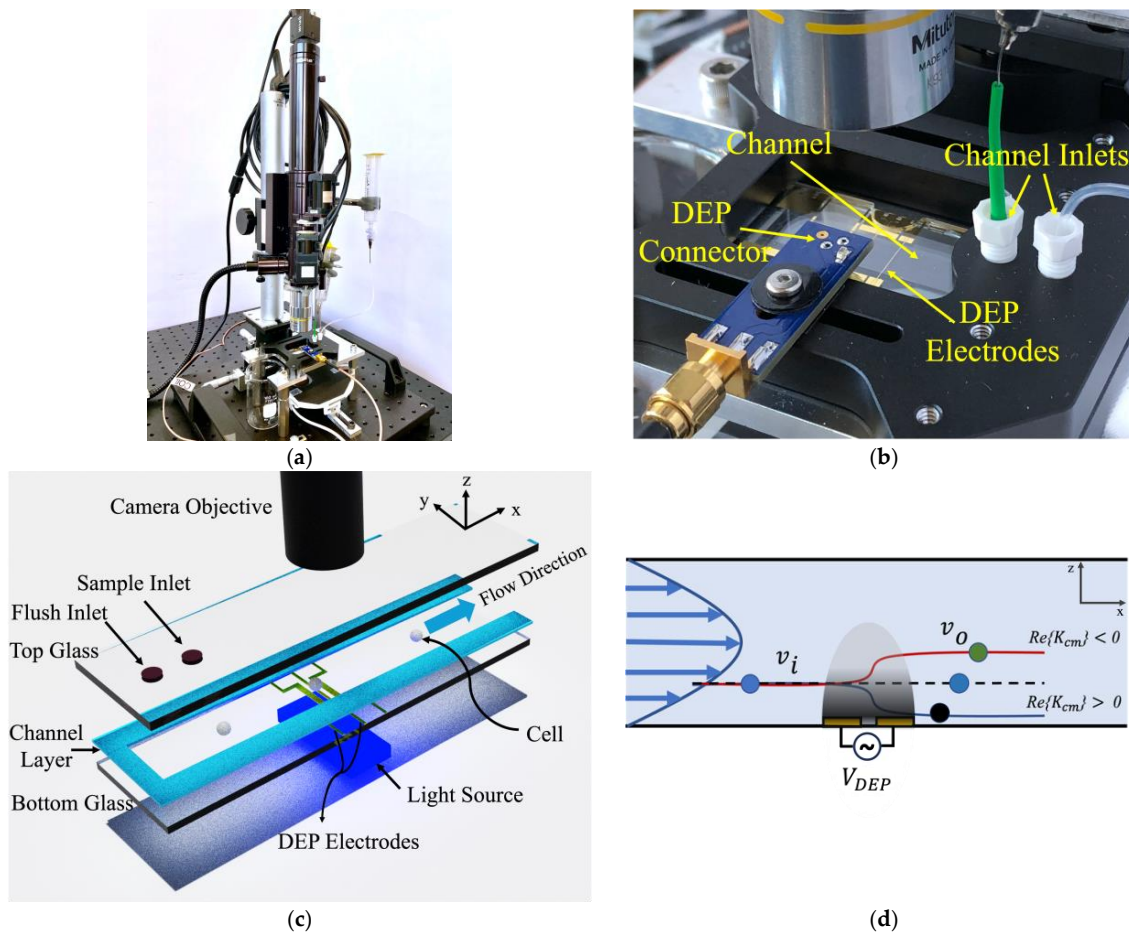 Mitutoyo
MADE IN
Channel
Channel Inlets
DEP
Connector
DEP
Electrodes
(a)
(b)
Camera Objective
z
y
x
Sample Inlet
Flow Direction
Flush Inlet
Top Glass
Channel
Layer
Cell
Bottom Glass
Light Source
DEP Electrodes
z
x
v_o
Re{K_cm} < 0
v_i
Re{K_cm} > 0
~
V_DEP
(c)
(d)